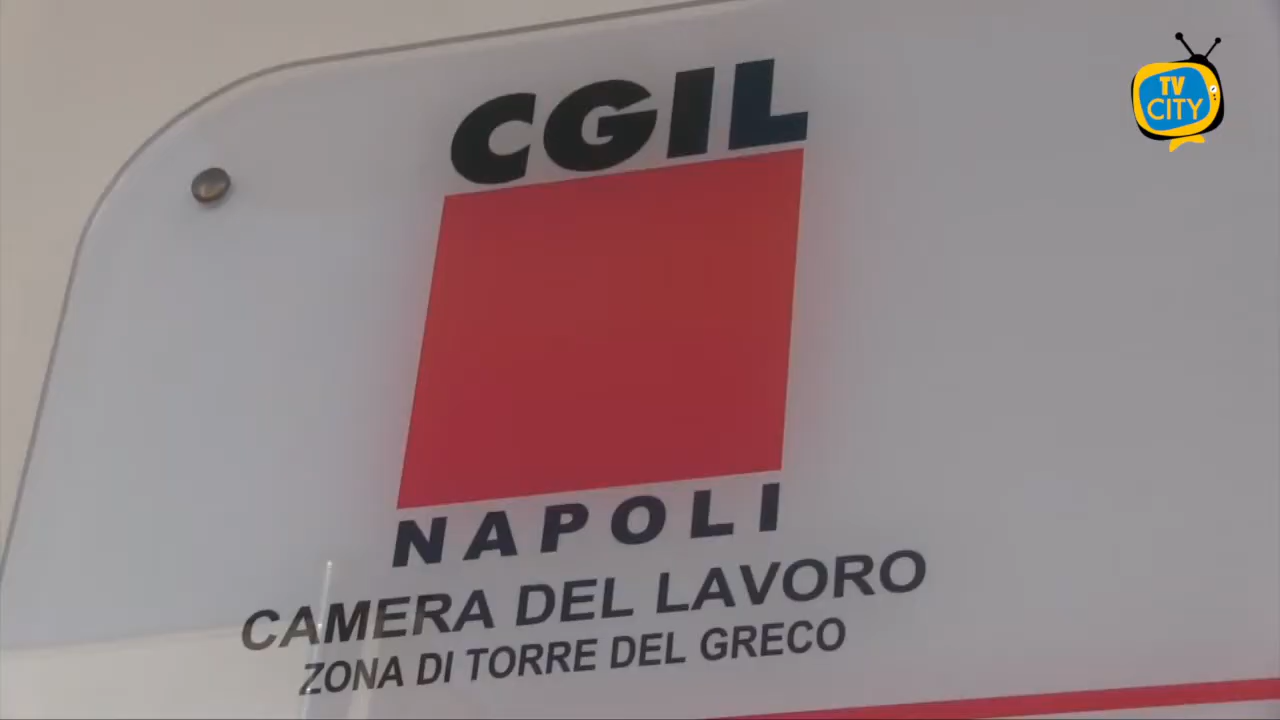 CGIL
NAPOLI
CAMERA DEL LAVORO
ZONA DI TORRE DEL GRECO
TV
CITY